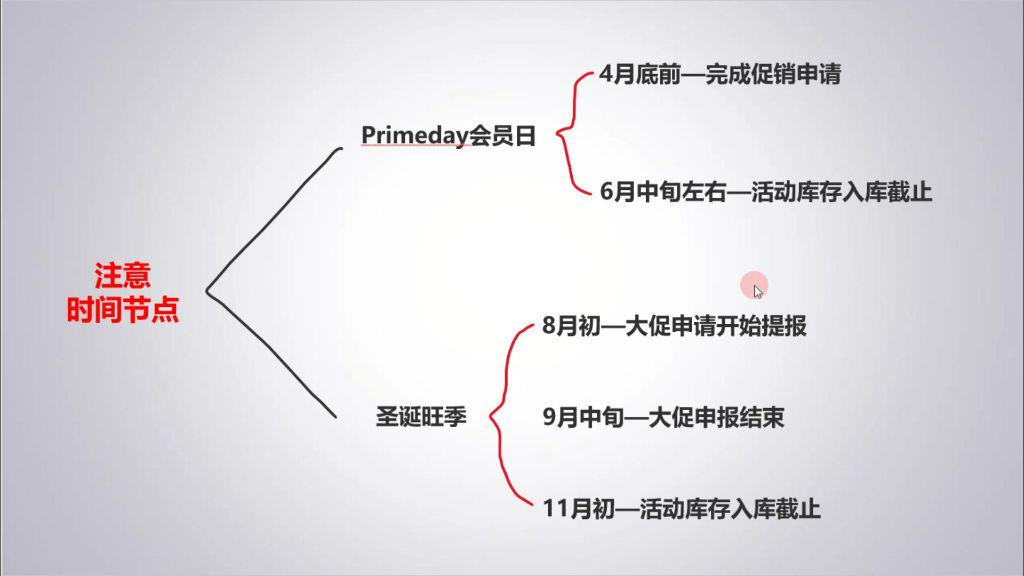 4月底前—完成促销申请
Primeday会员日
6月中旬左右—活动库存入库截止
注意
时间节点
8月初—大促申请开始提报
圣诞旺季
9月中旬—大促申报结束
11月初—活动库存入库截止